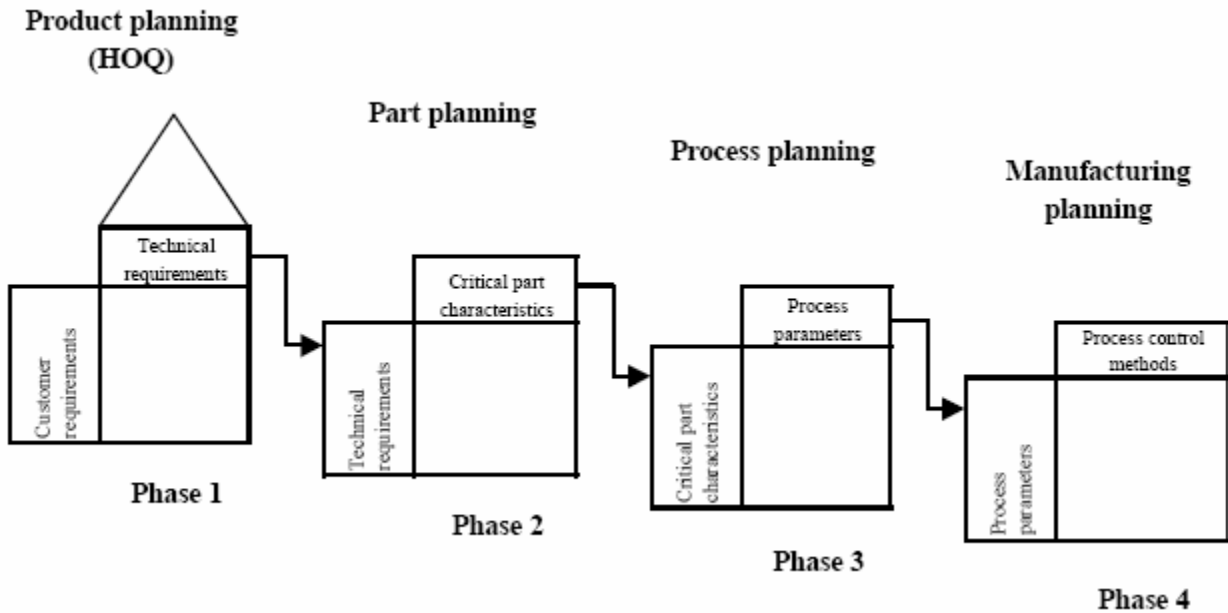 Product planning
(HOQ)
Part planning
Process planning
Manufacturing
planning
Technical
requirements
Customer
requirements
Phase 1
Critical part
characteristics
Technical
requirements
Phase 2
Process
parameters
Critical part
characteristics
Phase 3
Process control
methods
Process
parameters
Phase 4